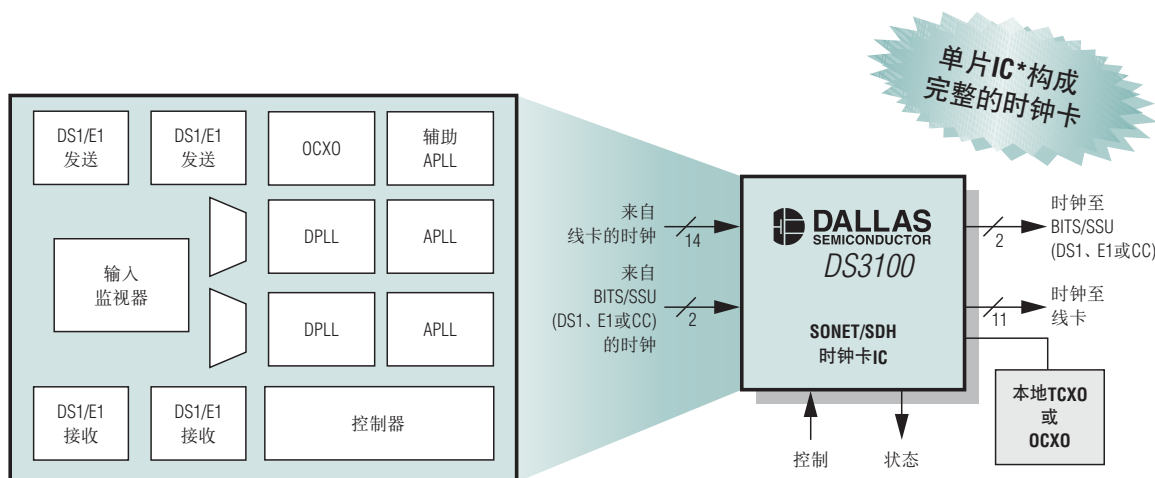 单片IC*构成
完整的时钟卡
DS1/E1
发送
DS1/E1
发送
OCXO
辅助
APLL
DPLL
APLL
输入
监视器
DPLL
APLL
DS1/E1
接收
DS1/E1
接收
控制器
来自
线卡的时钟
14
来自
BITS/SSU
(DS1、E1或CC)
的时钟
2
DALLAS
SEMICONDUCTOR
DS3100
SONET/SDH
时钟卡IC
2
时钟至
BITS/SSU
(DS1、E1或CC)
11
时钟至
线卡
本地TCXO
或
OCXO
控制
状态